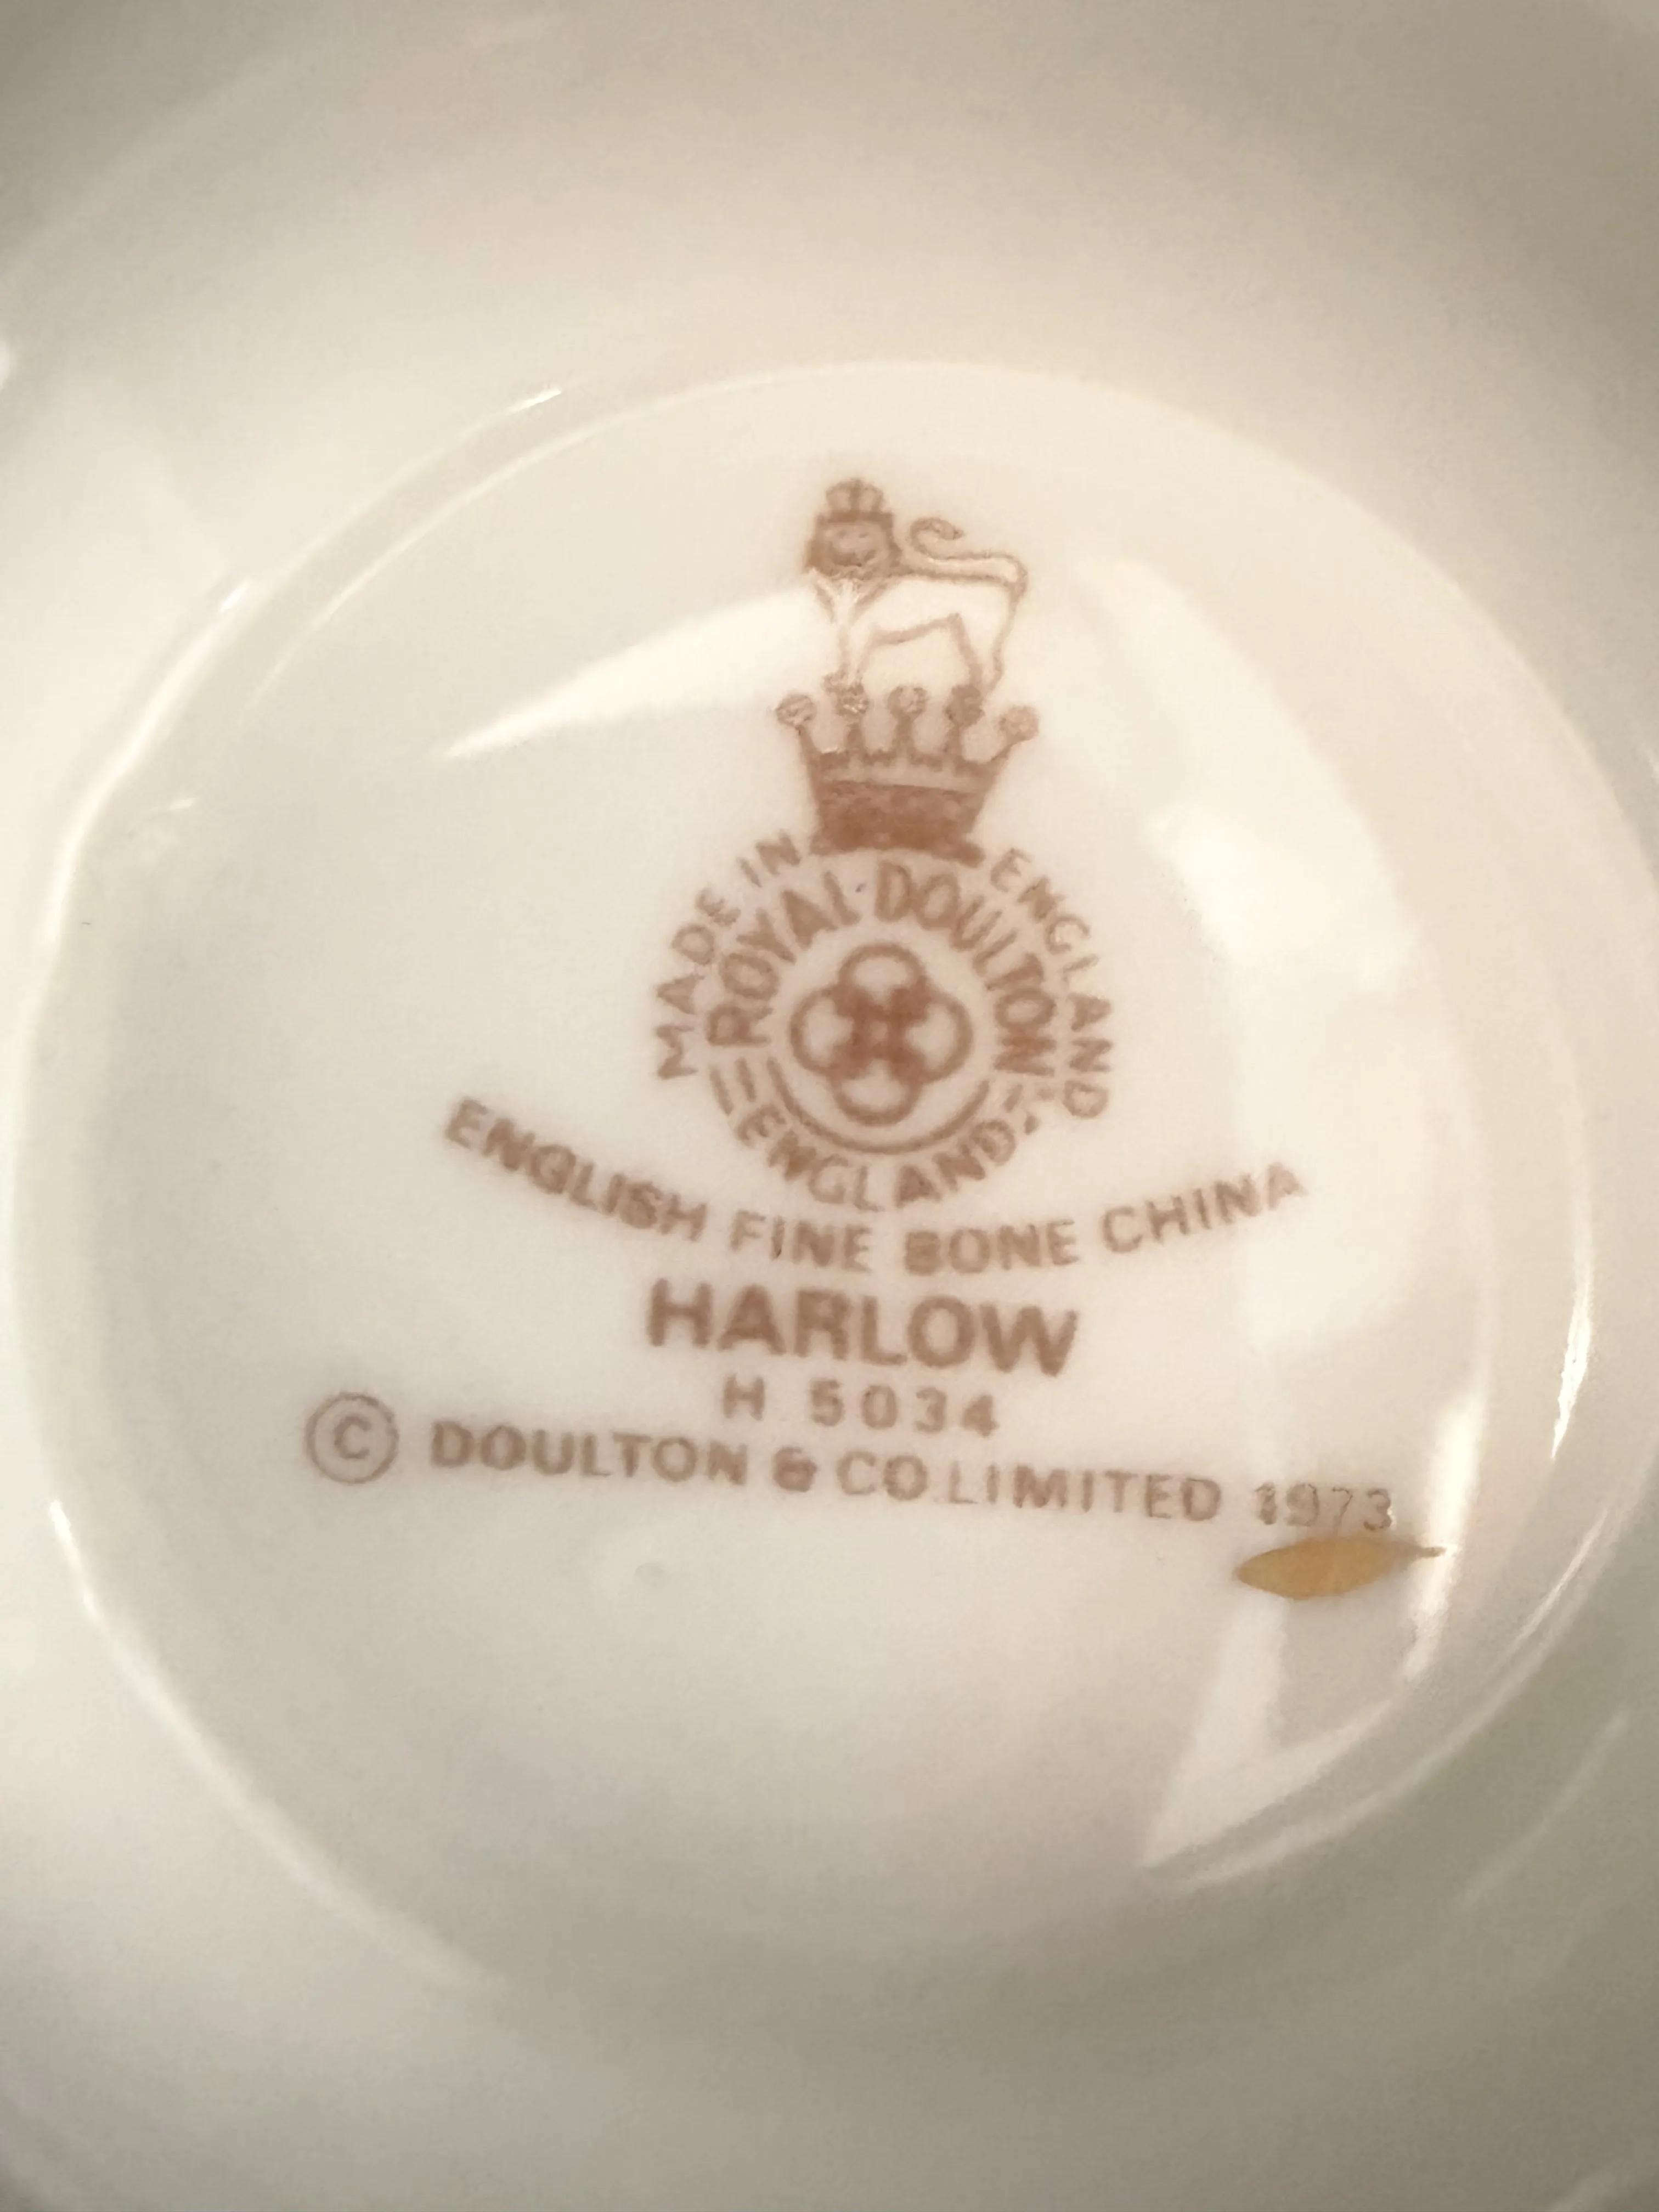 MADE IN ENGLAND
ROYAL·DOULTON
ENGLAND
ENGLISH FINE BONE CHINA
HARLOW
H 5034
© DOULTON & CO.LIMITED 1973